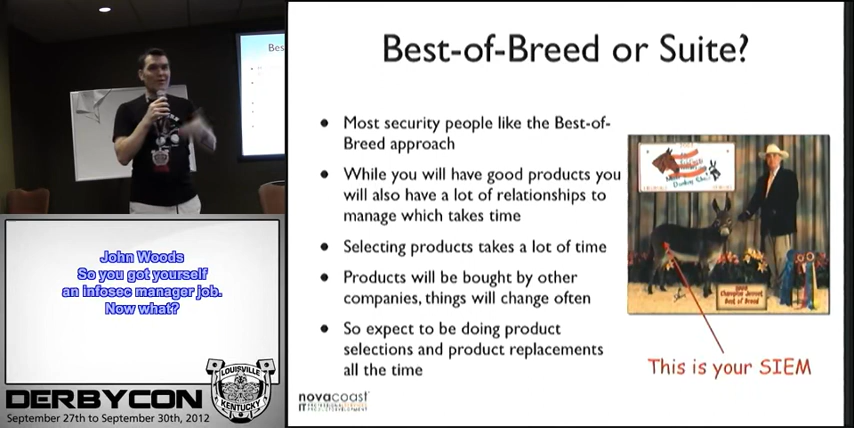 Best-of-Breed or Suite?
Most security people like the Best-of-
Breed approach
While you will have good products you
will also have a lot of relationships to
manage which takes time
Selecting products takes a lot of time
Products will be bought by other
companies, things will change often
So expect to be doing product
selections and product replacements
all the time
This is your SIEM
novacoast
Best of Breed
Bes
John Woods
So you got yourself
an infosec manager job.
Now what?
DERBYCON
LOUISVILLE
KENTUCKY
September 27th to September 30th, 2012